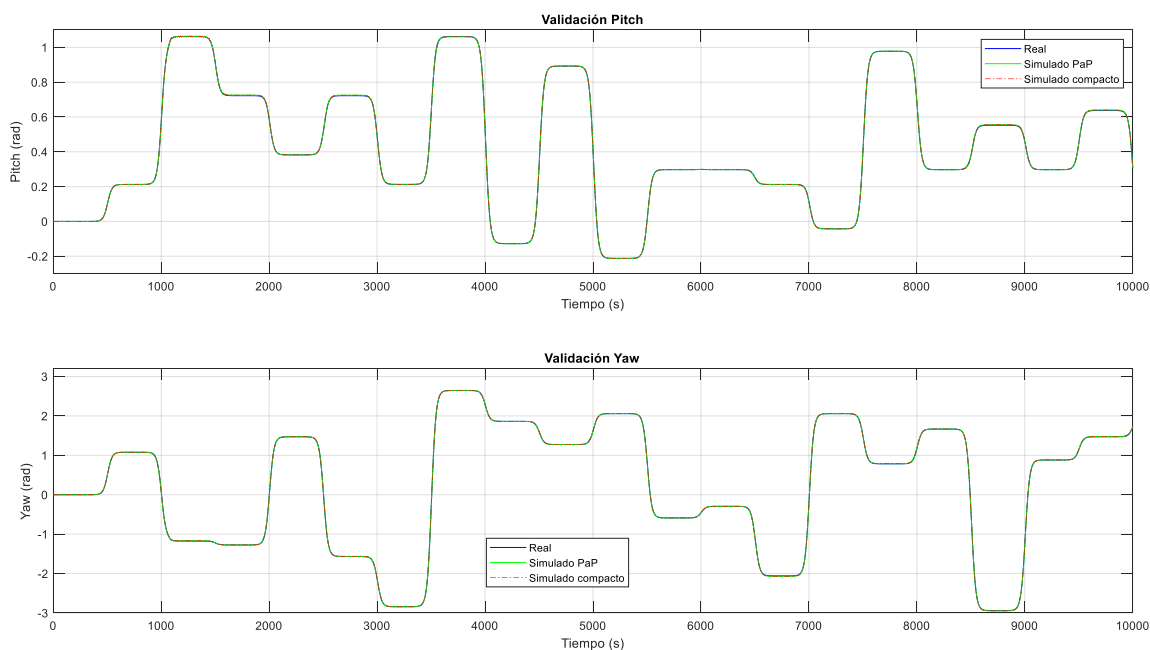 Validación Pitch
Pitch (rad)
1
0.8
0.6
0.4
0.2
0
-0.2
Real
Simulado PaP
Simulado compacto
0 1000 2000 3000 4000 5000 6000 7000 8000 9000 10000
Tiempo (s)
Validación Yaw
Yaw (rad)
3
2
1
0
-1
-2
-3
Real
Simulado PaP
Simulado compacto
0 1000 2000 3000 4000 5000 6000 7000 8000 9000 10000
Tiempo (s)